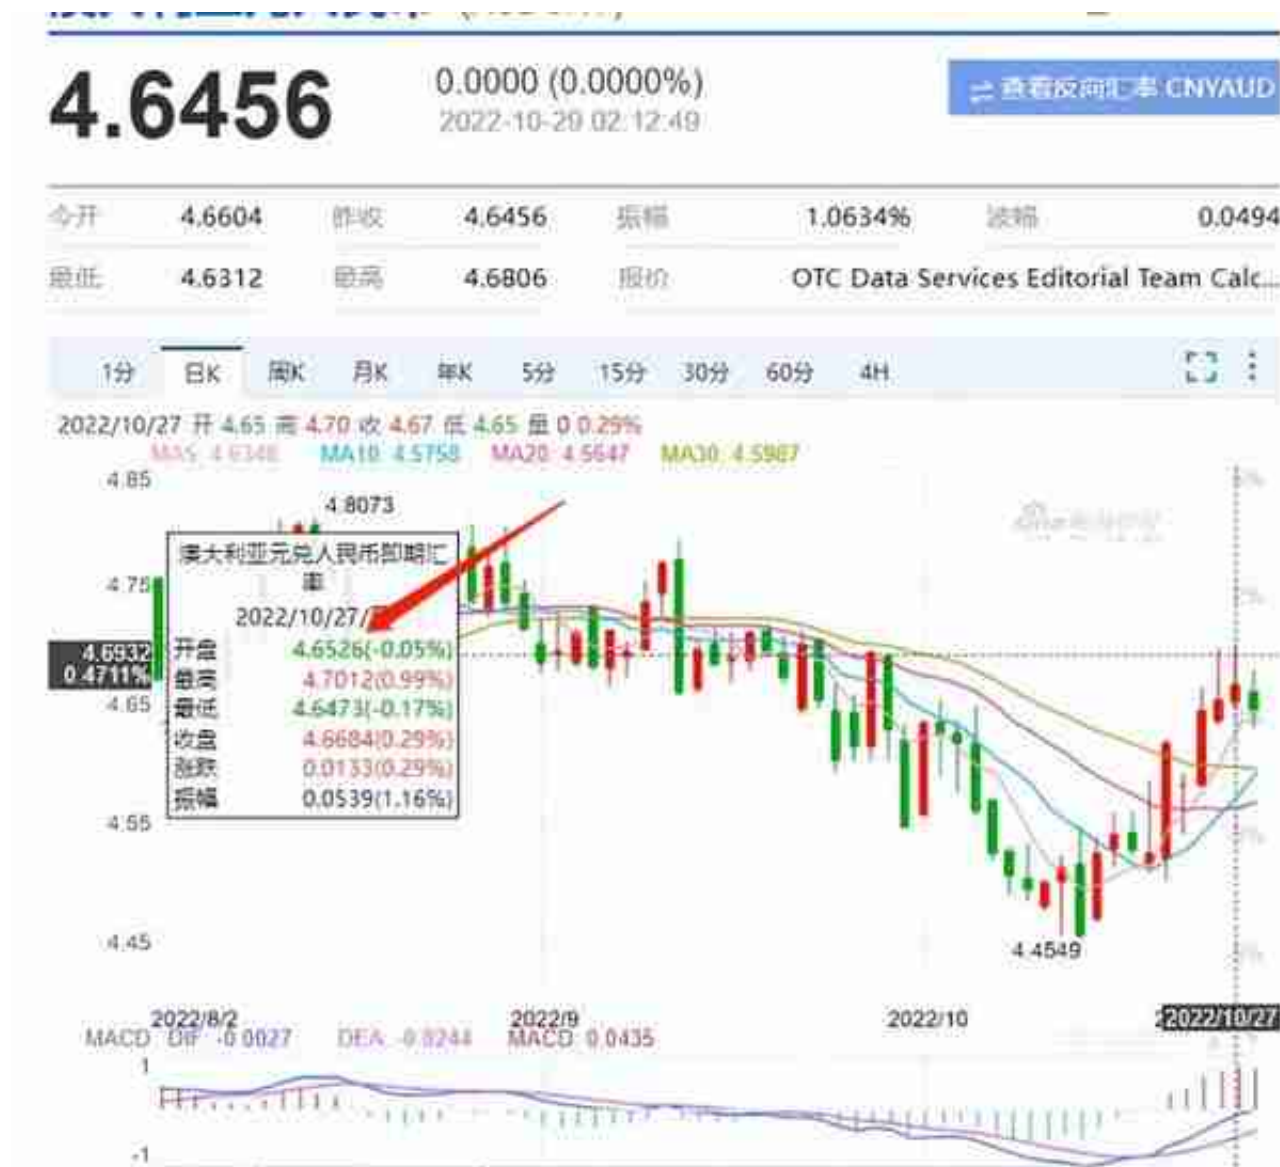 4.6456
0.0000 (0.0000%)
2022-10-29 02:12:49
查看反向汇率 CNYAUD
今开 4.6604 昨收 4.6456 振幅 1.0634% 波幅 0.0494
最低 4.6312 最高 4.6806 报价 OTC Data Services Editorial Team Calc...
1分 日K 周K 月K 年K 5分 15分 30分 60分 4H
2022/10/27 开 4.65 高 4.70 收 4.67 低 4.65 量 0 0.29%
MA5: 4.6348 MA10: 4.5758 MA20: 4.5647 MA30: 4.5987
4.85
4.8073
澳大利亚元兑人民币即期汇
率
4.75
2022/10/27/
开盘 4.6526(-0.05%)
4.6932
0.4711%
最高 4.7012(0.99%)
最低 4.6473(-0.17%)
4.65
收盘 4.6684(0.29%)
涨跌 0.0133(0.29%)
振幅 0.0539(1.16%)
4.55
4.45
4.4549
2022/8/2 2022/9 2022/10 2022/10/27
MACD DIF -0.0027 DEA -0.0244 MACD 0.0435
1
-1